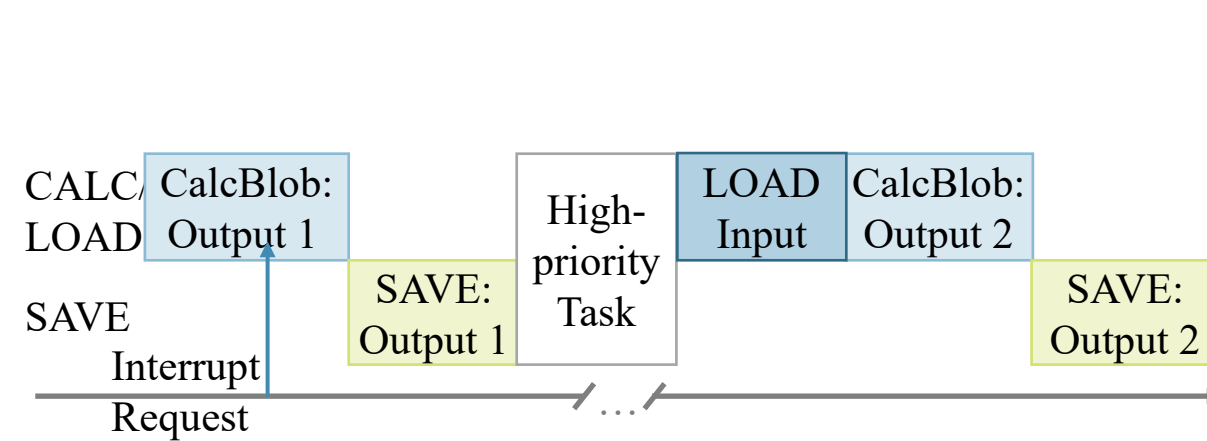 CALC/
LOAD
CalcBlob:
Output 1
High-
priority
Task
LOAD
Input
CalcBlob:
Output 2
SAVE
SAVE:
Output 1
SAVE:
Output 2
Interrupt
Request
...